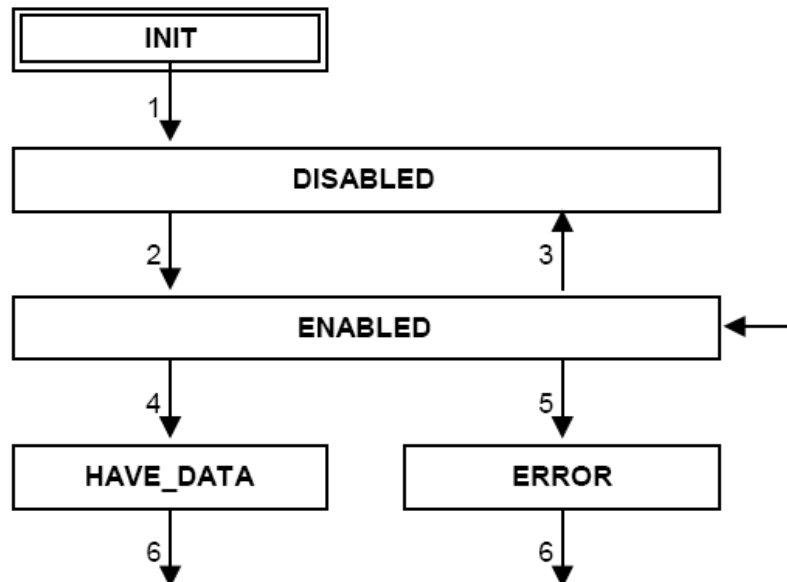 INIT
1
DISABLED
2 3
ENABLED
4 5
HAVE_DATA ERROR
6 6